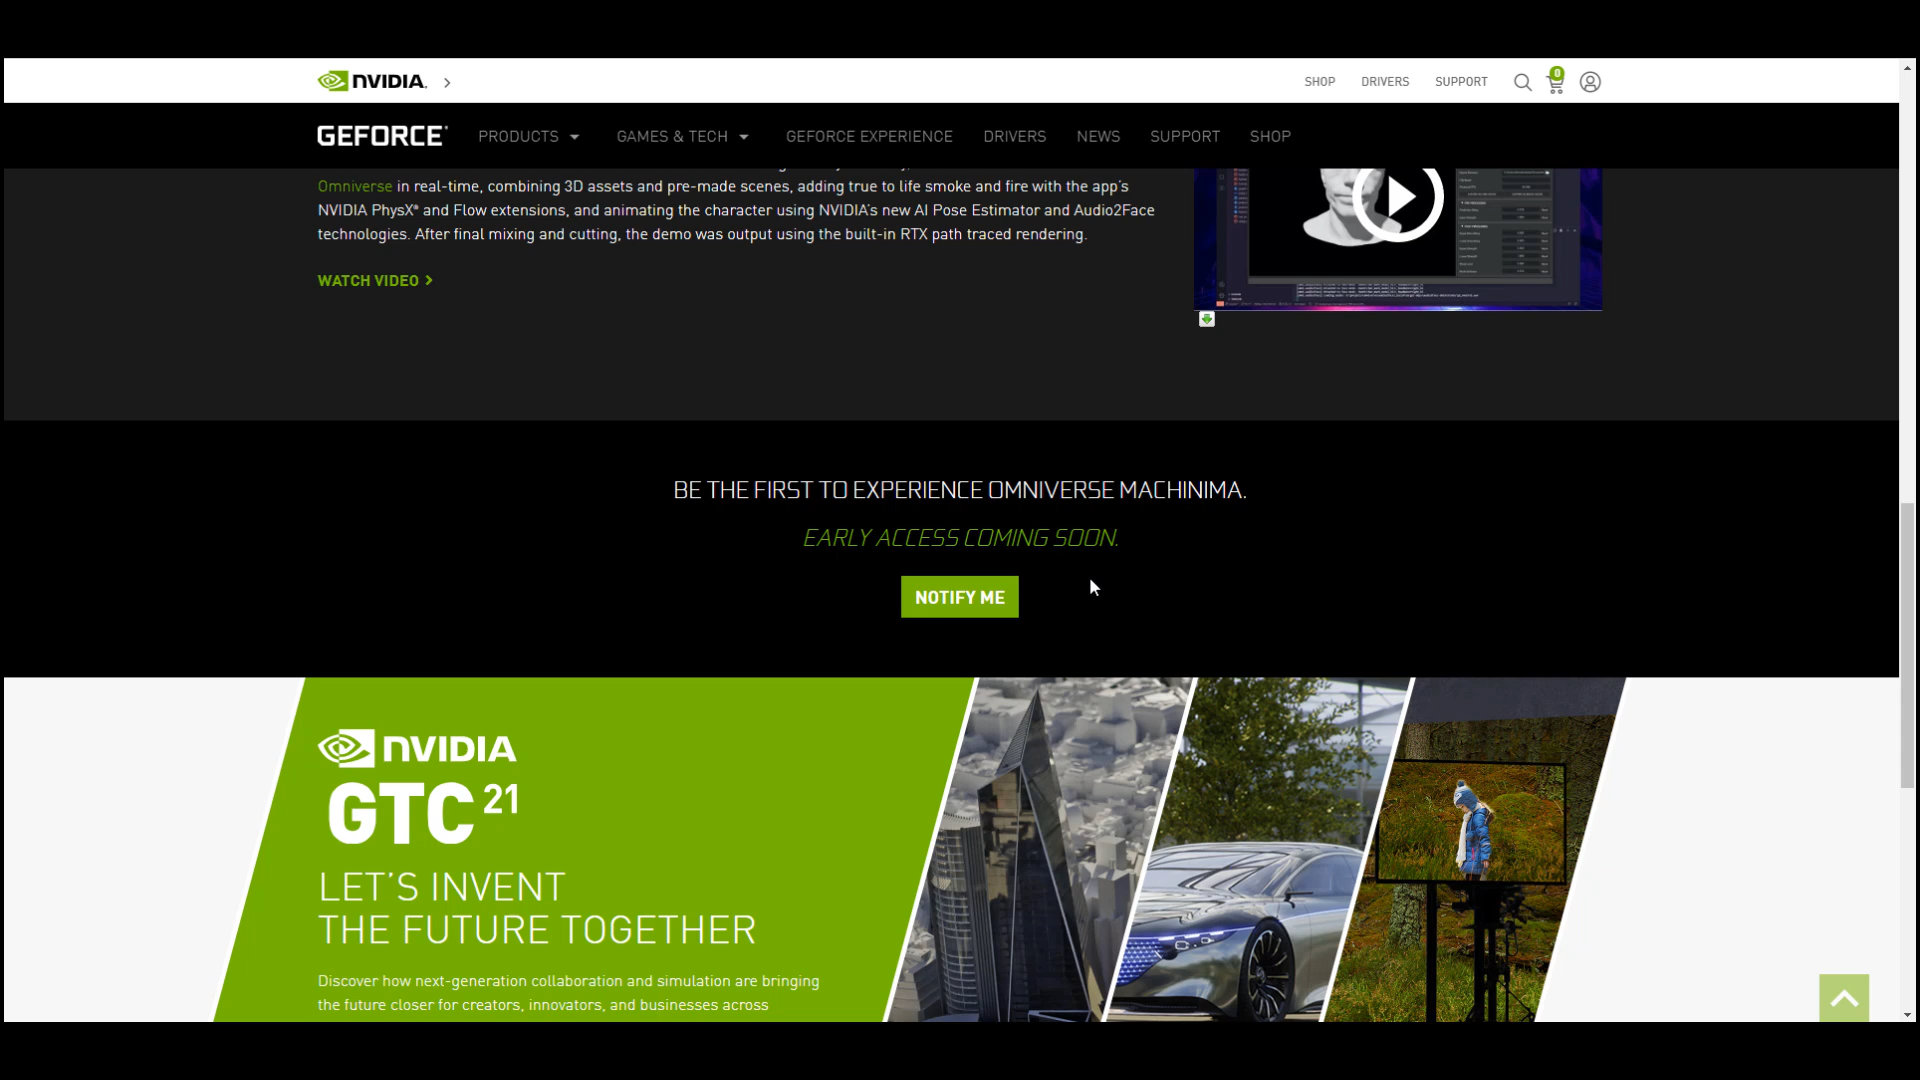 NVIDIA.
SHOP DRIVERS SUPPORT 0
GEFORCE PRODUCTS GAMES & TECH GEFORCE EXPERIENCE DRIVERS NEWS SUPPORT SHOP
Omniverse in real-time, combining 3D assets and pre-made scenes, adding true to life smoke and fire with the app's
NVIDIA PhysX® and Flow extensions, and animating the character using NVIDIA's new AI Pose Estimator and Audio2Face
technologies. After final mixing and cutting, the demo was output using the built-in RTX path traced rendering.
WATCH VIDEO >
BE THE FIRST TO EXPERIENCE OMNIVERSE MACHINIMA.
EARLY ACCESS COMING SOON.
NOTIFY ME
NVIDIA
GTC 21
LET'S INVENT
THE FUTURE TOGETHER
Discover how next-generation collaboration and simulation are bringing
the future closer for creators, innovators, and businesses across